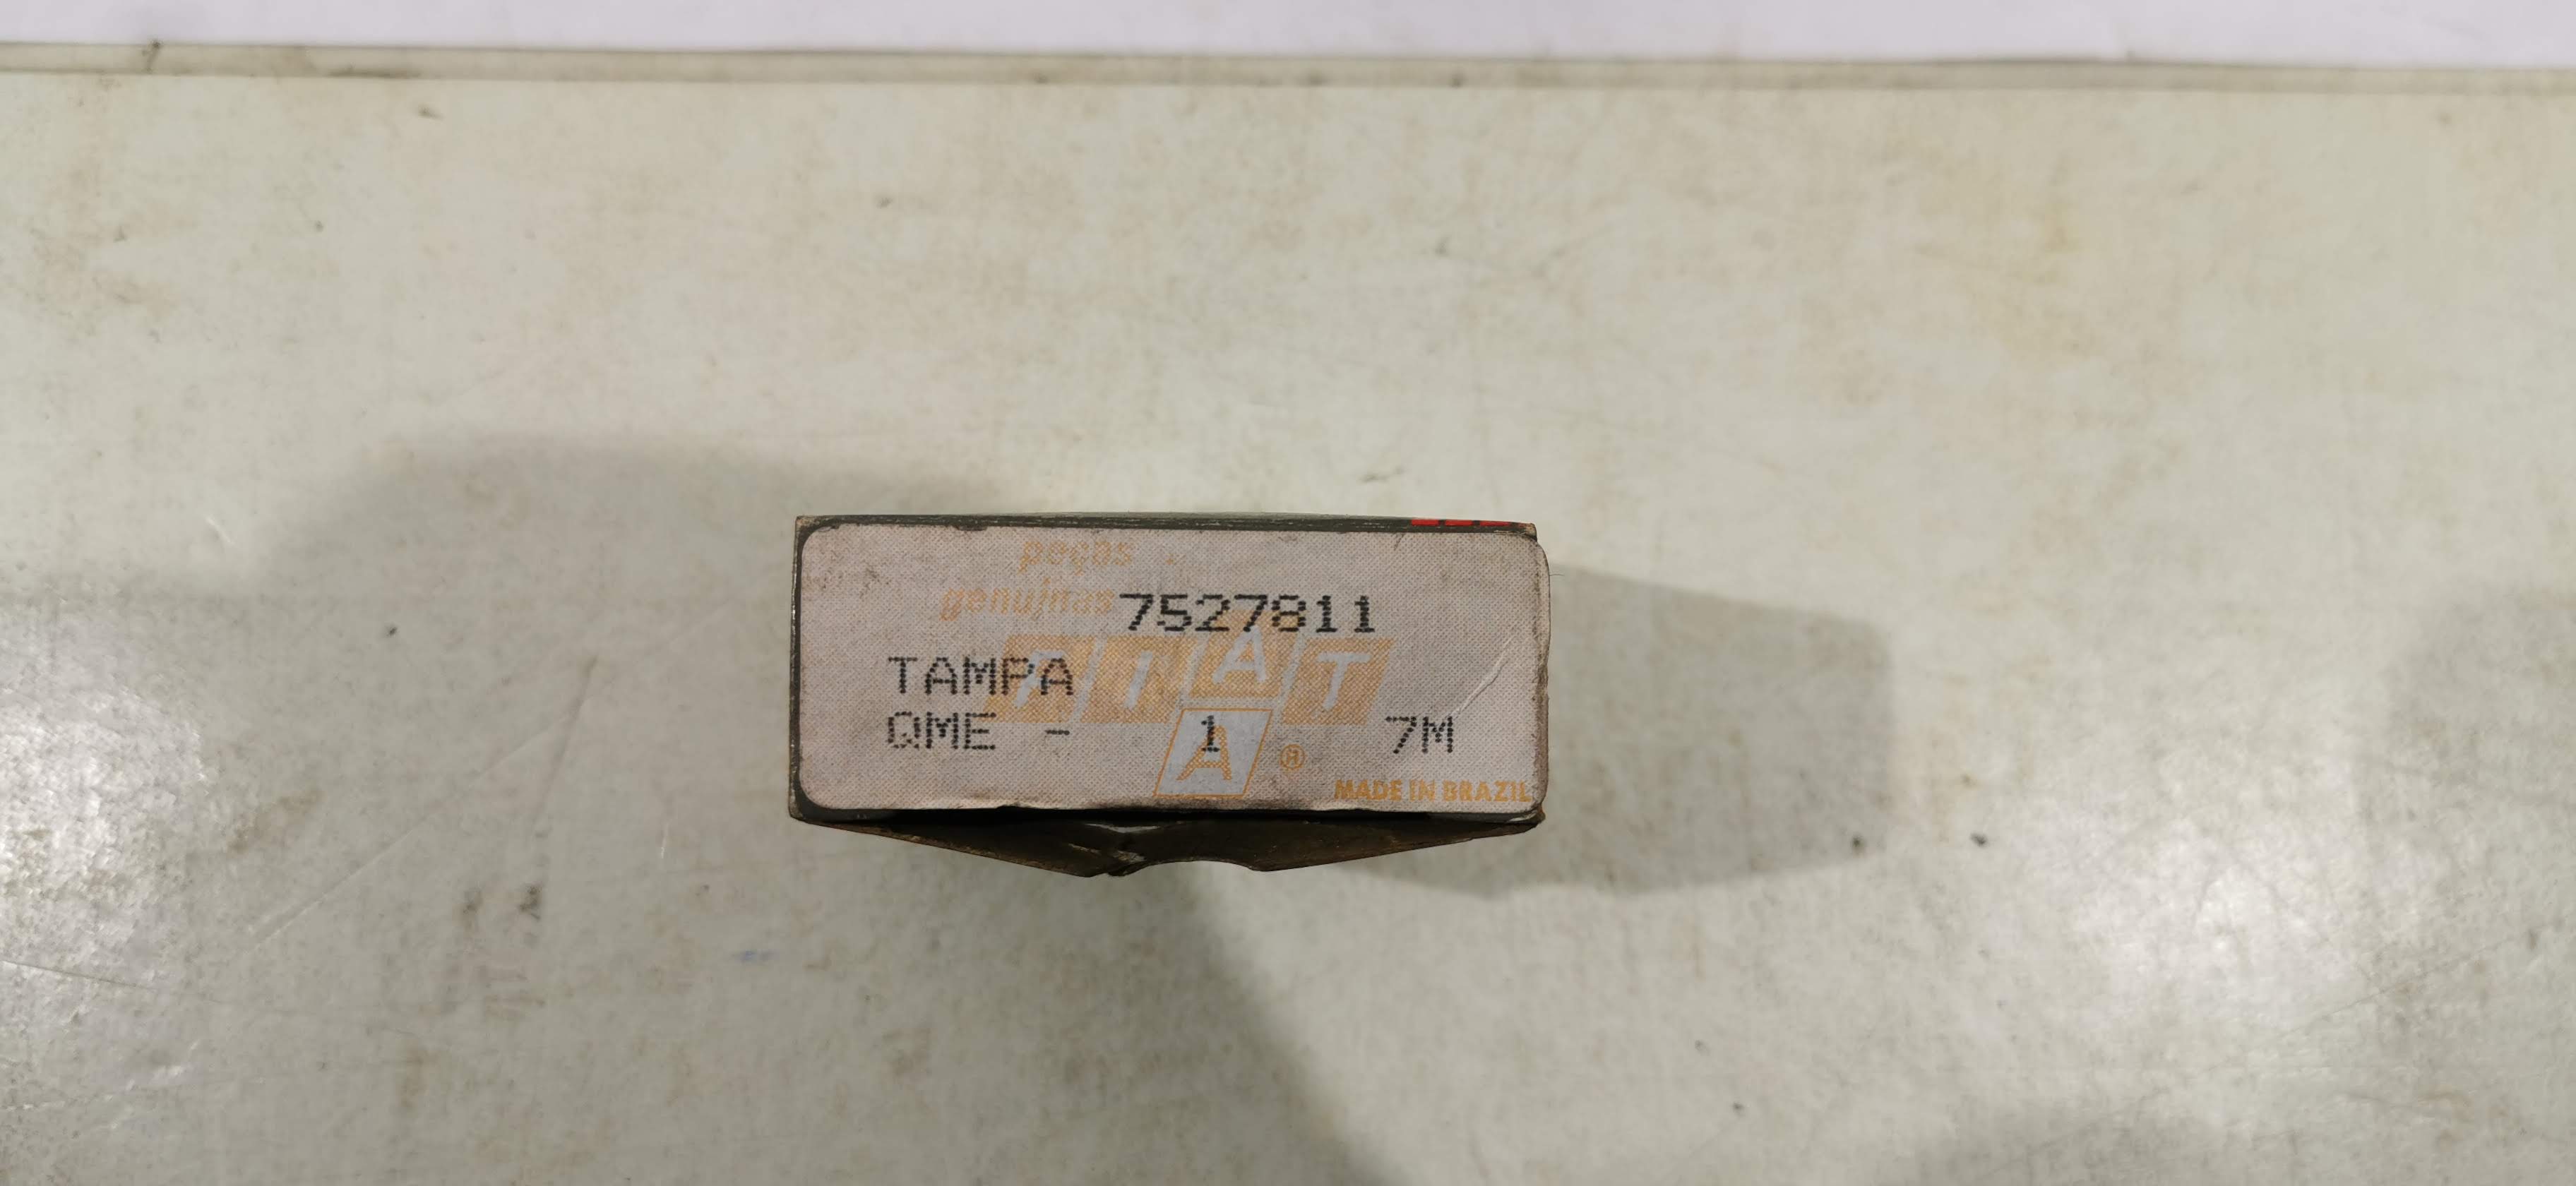 peças
genuínas 7527811
FIAT
TAMPA
QME - 1 7M
A ®
MADE IN BRAZIL